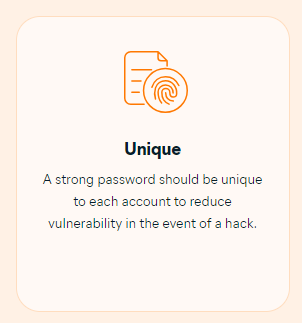 Unique
A strong password should be unique
to each account to reduce
vulnerability in the event of a hack.